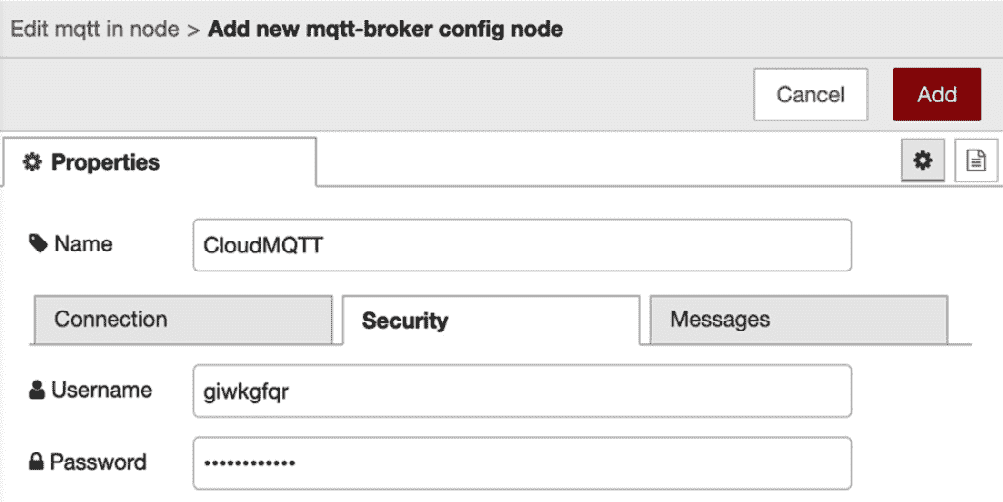 Edit mqtt in node > Add new mqtt-broker config node
Cancel Add
Properties
Name CloudMQTT
Connection Security Messages
Username giwkgfqr
Password ••••••••••••